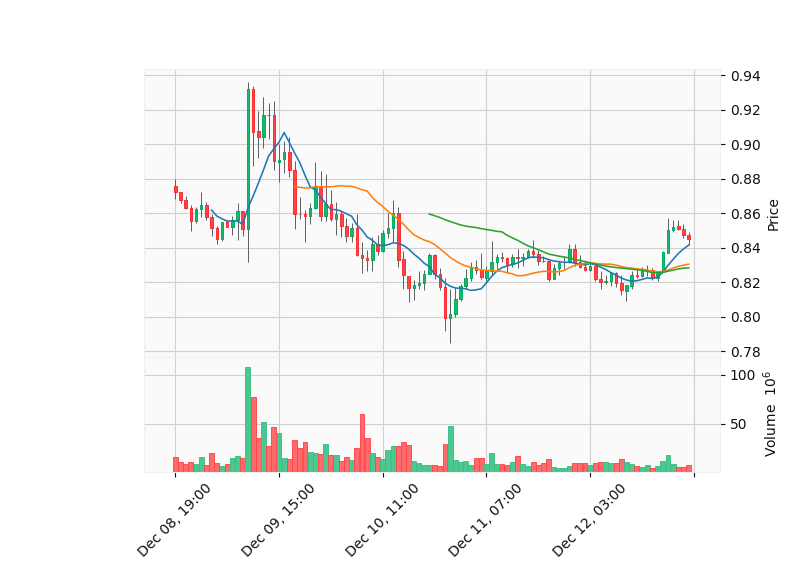 0.94
0.92
0.90
0.88
0.86
0.84
0.82
0.80
0.78
Price
100
50
Volume 10⁶
Dec 08, 19:00
Dec 09, 15:00
Dec 10, 11:00
Dec 11, 07:00
Dec 12, 03:00